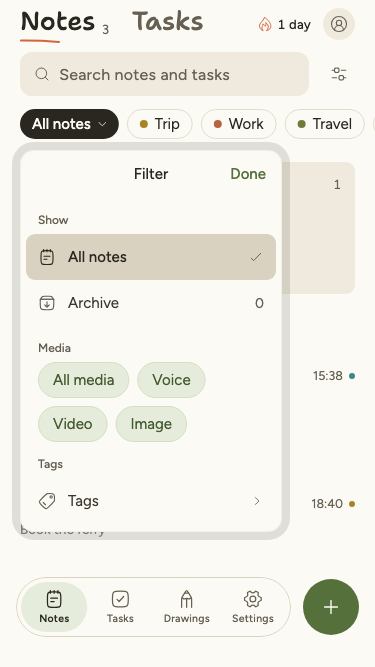 Notes 3 Tasks 1 day
Search notes and tasks
All notes Trip Work Travel
Filter Done
1
Show
All notes
Archive 0
Media
All media Voice
15:38
Video Image
Tags
Tags
18:40
Book the ferry
Notes Tasks Drawings Settings